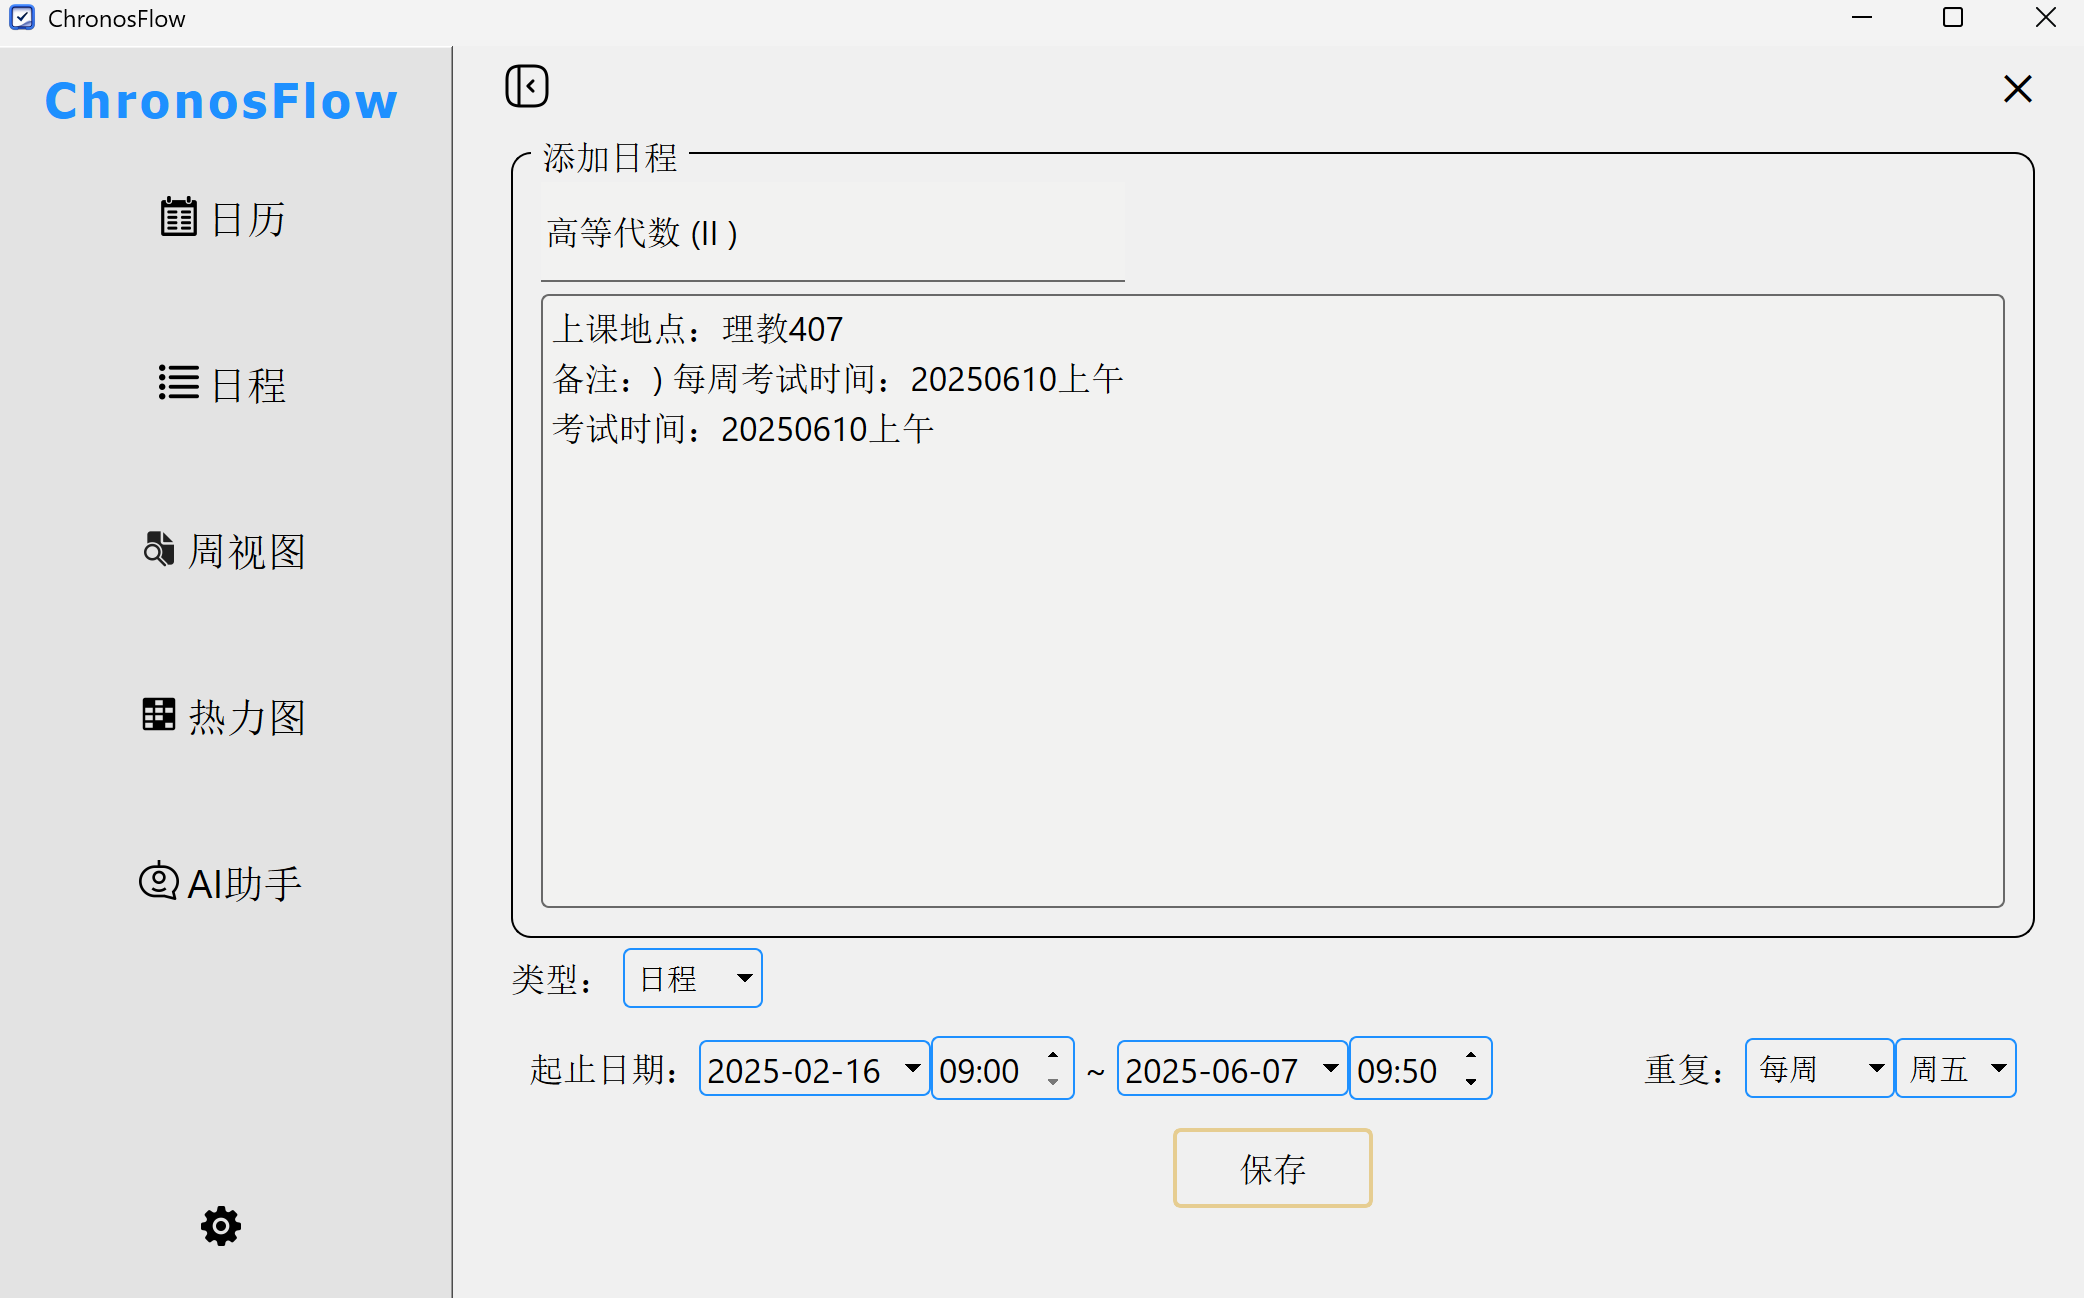 ChronosFlow
ChronosFlow
日历
日程
周视图
热力图
AI助手
添加日程
高等代数 (II )
上课地点：理教407
备注：) 每周考试时间：20250610上午
考试时间：20250610上午
类型： 日程
起止日期： 2025-02-16 09:00 ~ 2025-06-07 09:50 重复： 每周 周五
保存